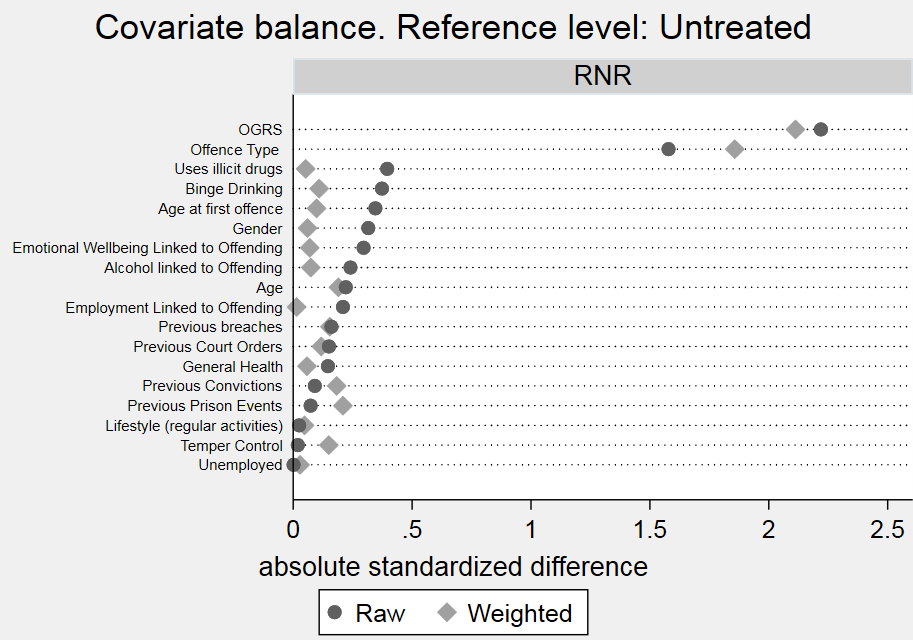 Covariate balance. Reference level: Untreated
RNR
OGRS
Offence Type
Uses illicit drugs
Binge Drinking
Age at first offence
Gender
Emotional Wellbeing Linked to Offending
Alcohol linked to Offending
Age
Employment Linked to Offending
Previous breaches
Previous Court Orders
General Health
Previous Convictions
Previous Prison Events
Lifestyle (regular activities)
Temper Control
Unemployed
0 .5 1 1.5 2 2.5
absolute standardized difference
Raw Weighted